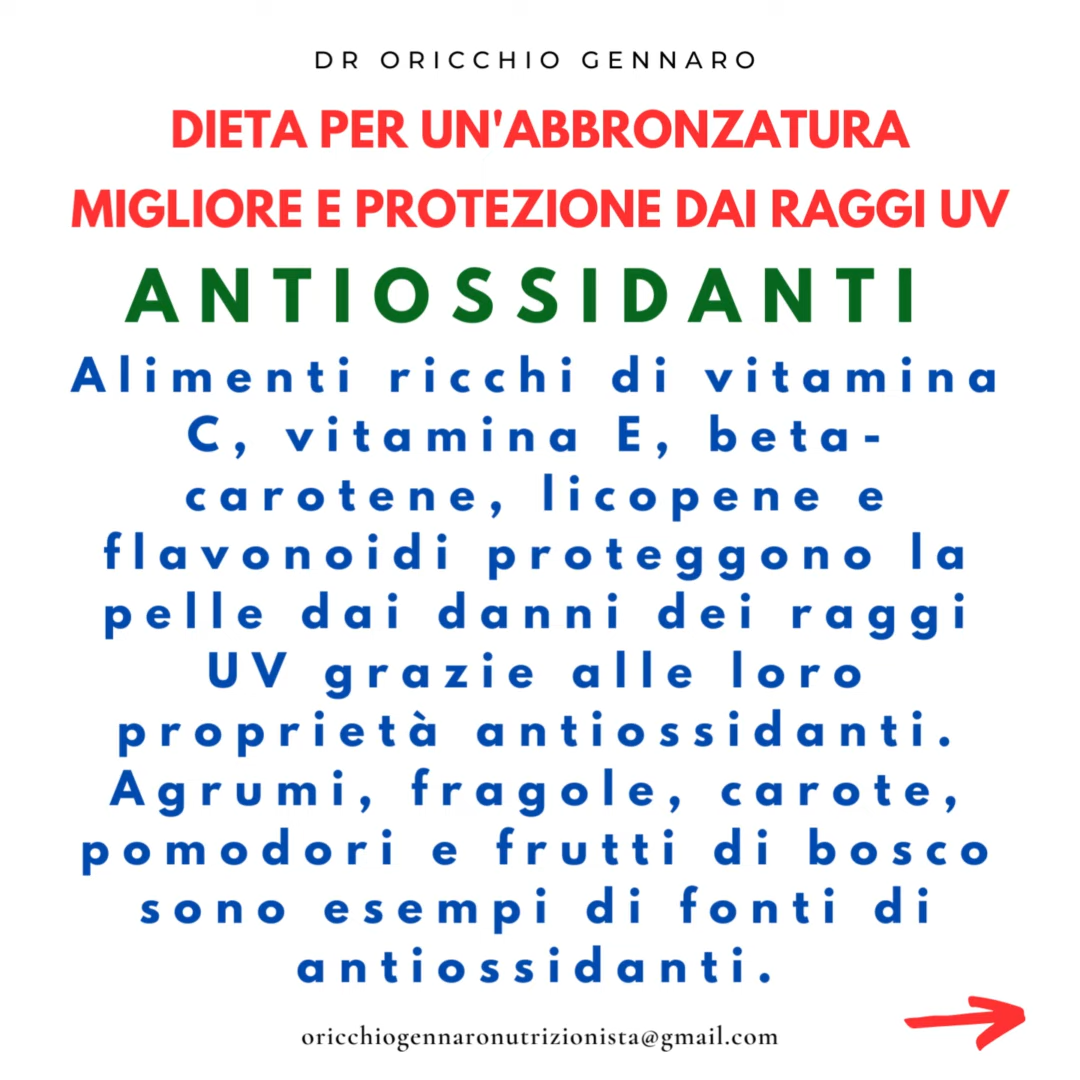 DR ORICCHIO GENNARO
DIETA PER UN'ABBRONZATURA
MIGLIORE E PROTEZIONE DAI RAGGI UV
ANTIOSSIDANTI
Alimenti ricchi di vitamina
C, vitamina E, beta-
carotene, licopene e
flavonoidi proteggono la
pelle dai danni dei raggi
UV grazie alle loro
proprietà antiossidanti.
Agrumi, fragole, carote,
pomodori e frutti di bosco
sono esempi di fonti di
antiossidanti.
oricchiogennaronutrizionista@gmail.com